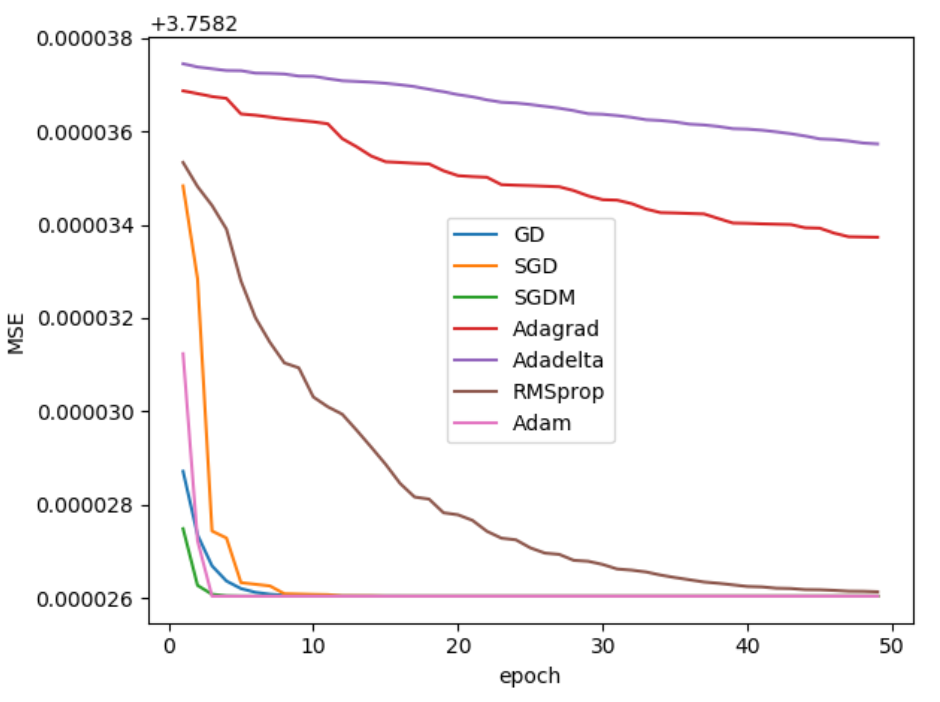 +3.7582
0.000038
0.000036
0.000034
0.000032
0.000030
0.000028
0.000026
MSE
GD
SGD
SGDM
Adagrad
Adadelta
RMSprop
Adam
0 10 20 30 40 50
epoch